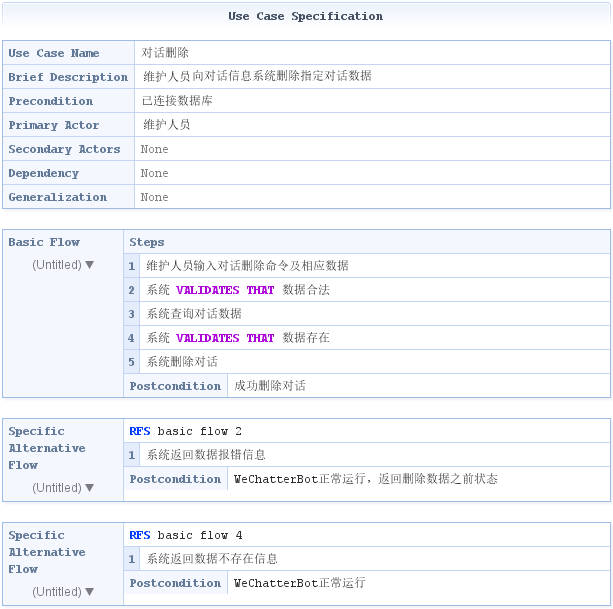 Use Case Specification
Use Case Name 对话删除
Brief Description 维护人员向对话信息系统删除指定对话数据
Precondition 已连接数据库
Primary Actor 维护人员
Secondary Actors None
Dependency None
Generalization None
Basic Flow Steps
(Untitled) ▼
1 维护人员输入对话删除命令及相应数据
2 系统 VALIDATES THAT 数据合法
3 系统查询对话数据
4 系统 VALIDATES THAT 数据存在
5 系统删除对话
Postcondition 成功删除对话
Specific
Alternative
Flow
(Untitled) ▼
RFS basic flow 2
1 系统返回数据报错信息
Postcondition WeChatterBot正常运行，返回删除数据之前状态
Specific
Alternative
Flow
(Untitled) ▼
RFS basic flow 4
1 系统返回数据不存在信息
Postcondition WeChatterBot正常运行